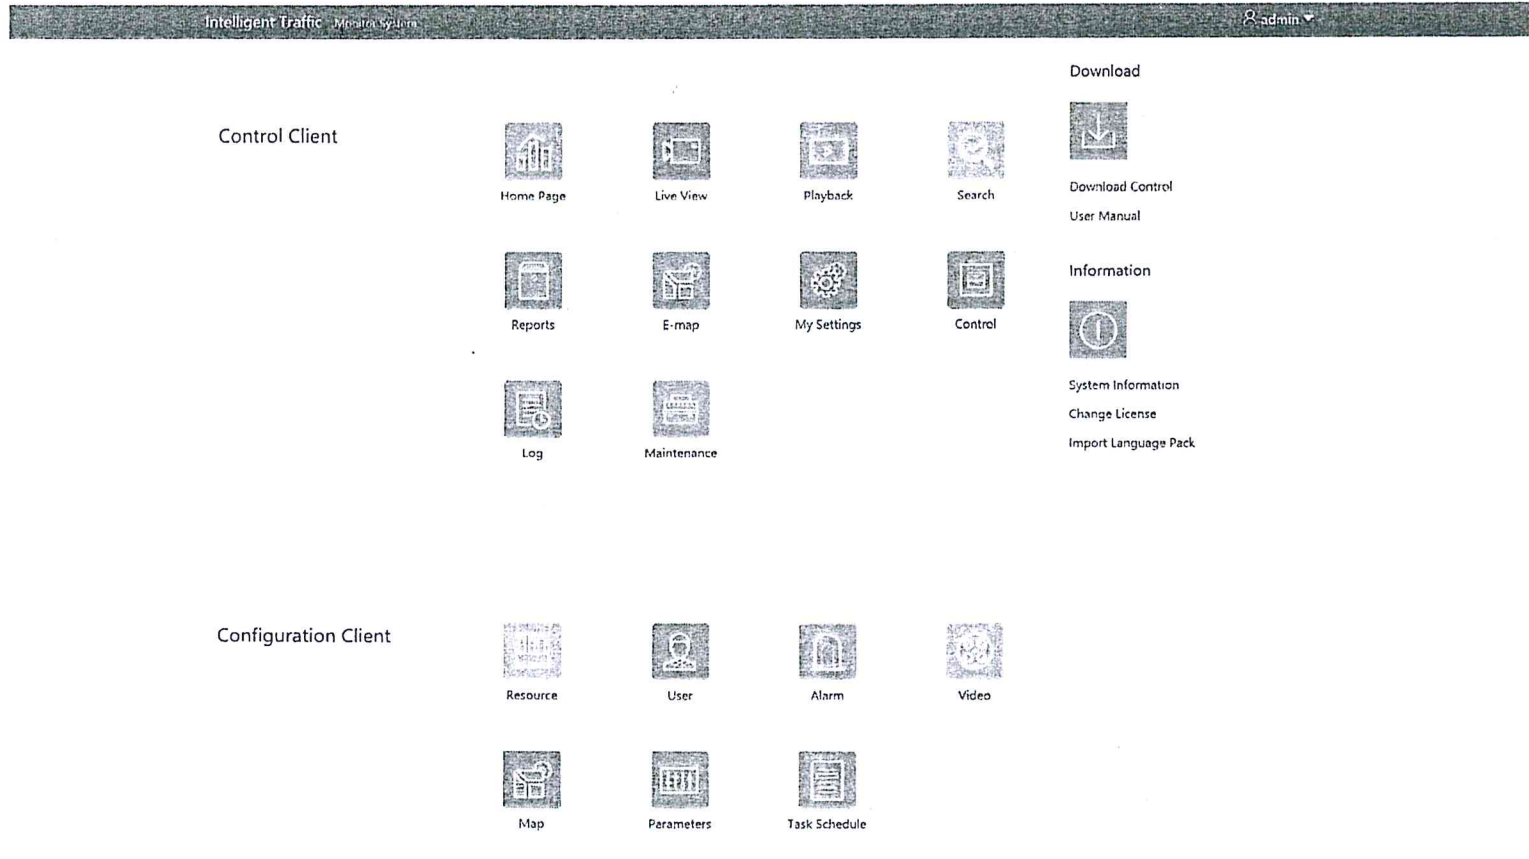 Intelligent Traffic Monitor System
admin
Control Client
Home Page
Live View
Playback
Search
Reports
E-map
My Settings
Control
Log
Maintenance
Download
Download Control
User Manual
Information
System Information
Change License
Import Language Pack
Configuration Client
Resource
User
Alarm
Video
Map
Parameters
Task Schedule